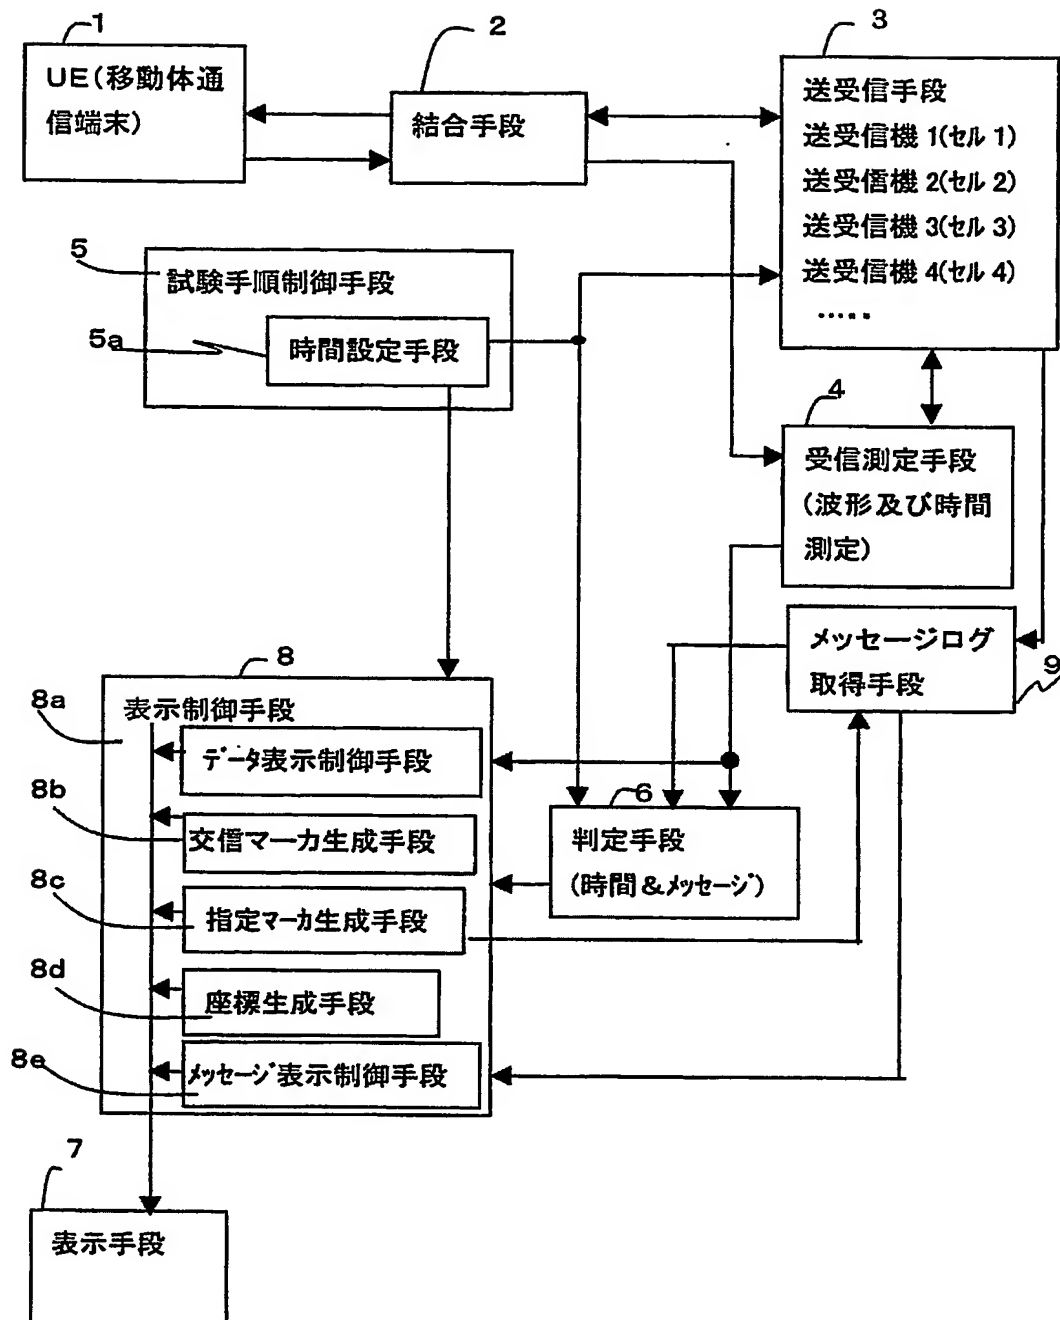 1
UE(移動体通
信端末)
2
結合手段
3
送受信手段
送受信機 1(セル 1)
送受信機 2(セル 2)
送受信機 3(セル 3)
送受信機 4(セル 4)
.....
5
試験手順制御手段
5a
時間設定手段
4
受信測定手段
(波形及び時間
測定)
メッセージログ
取得手段
9
8
表示制御手段
8a
データ表示制御手段
8b
交信マーカ生成手段
8c
指定マーカ生成手段
8d
座標生成手段
8e
メッセージ表示制御手段
6
判定手段
(時間&メッセージ)
7
表示手段